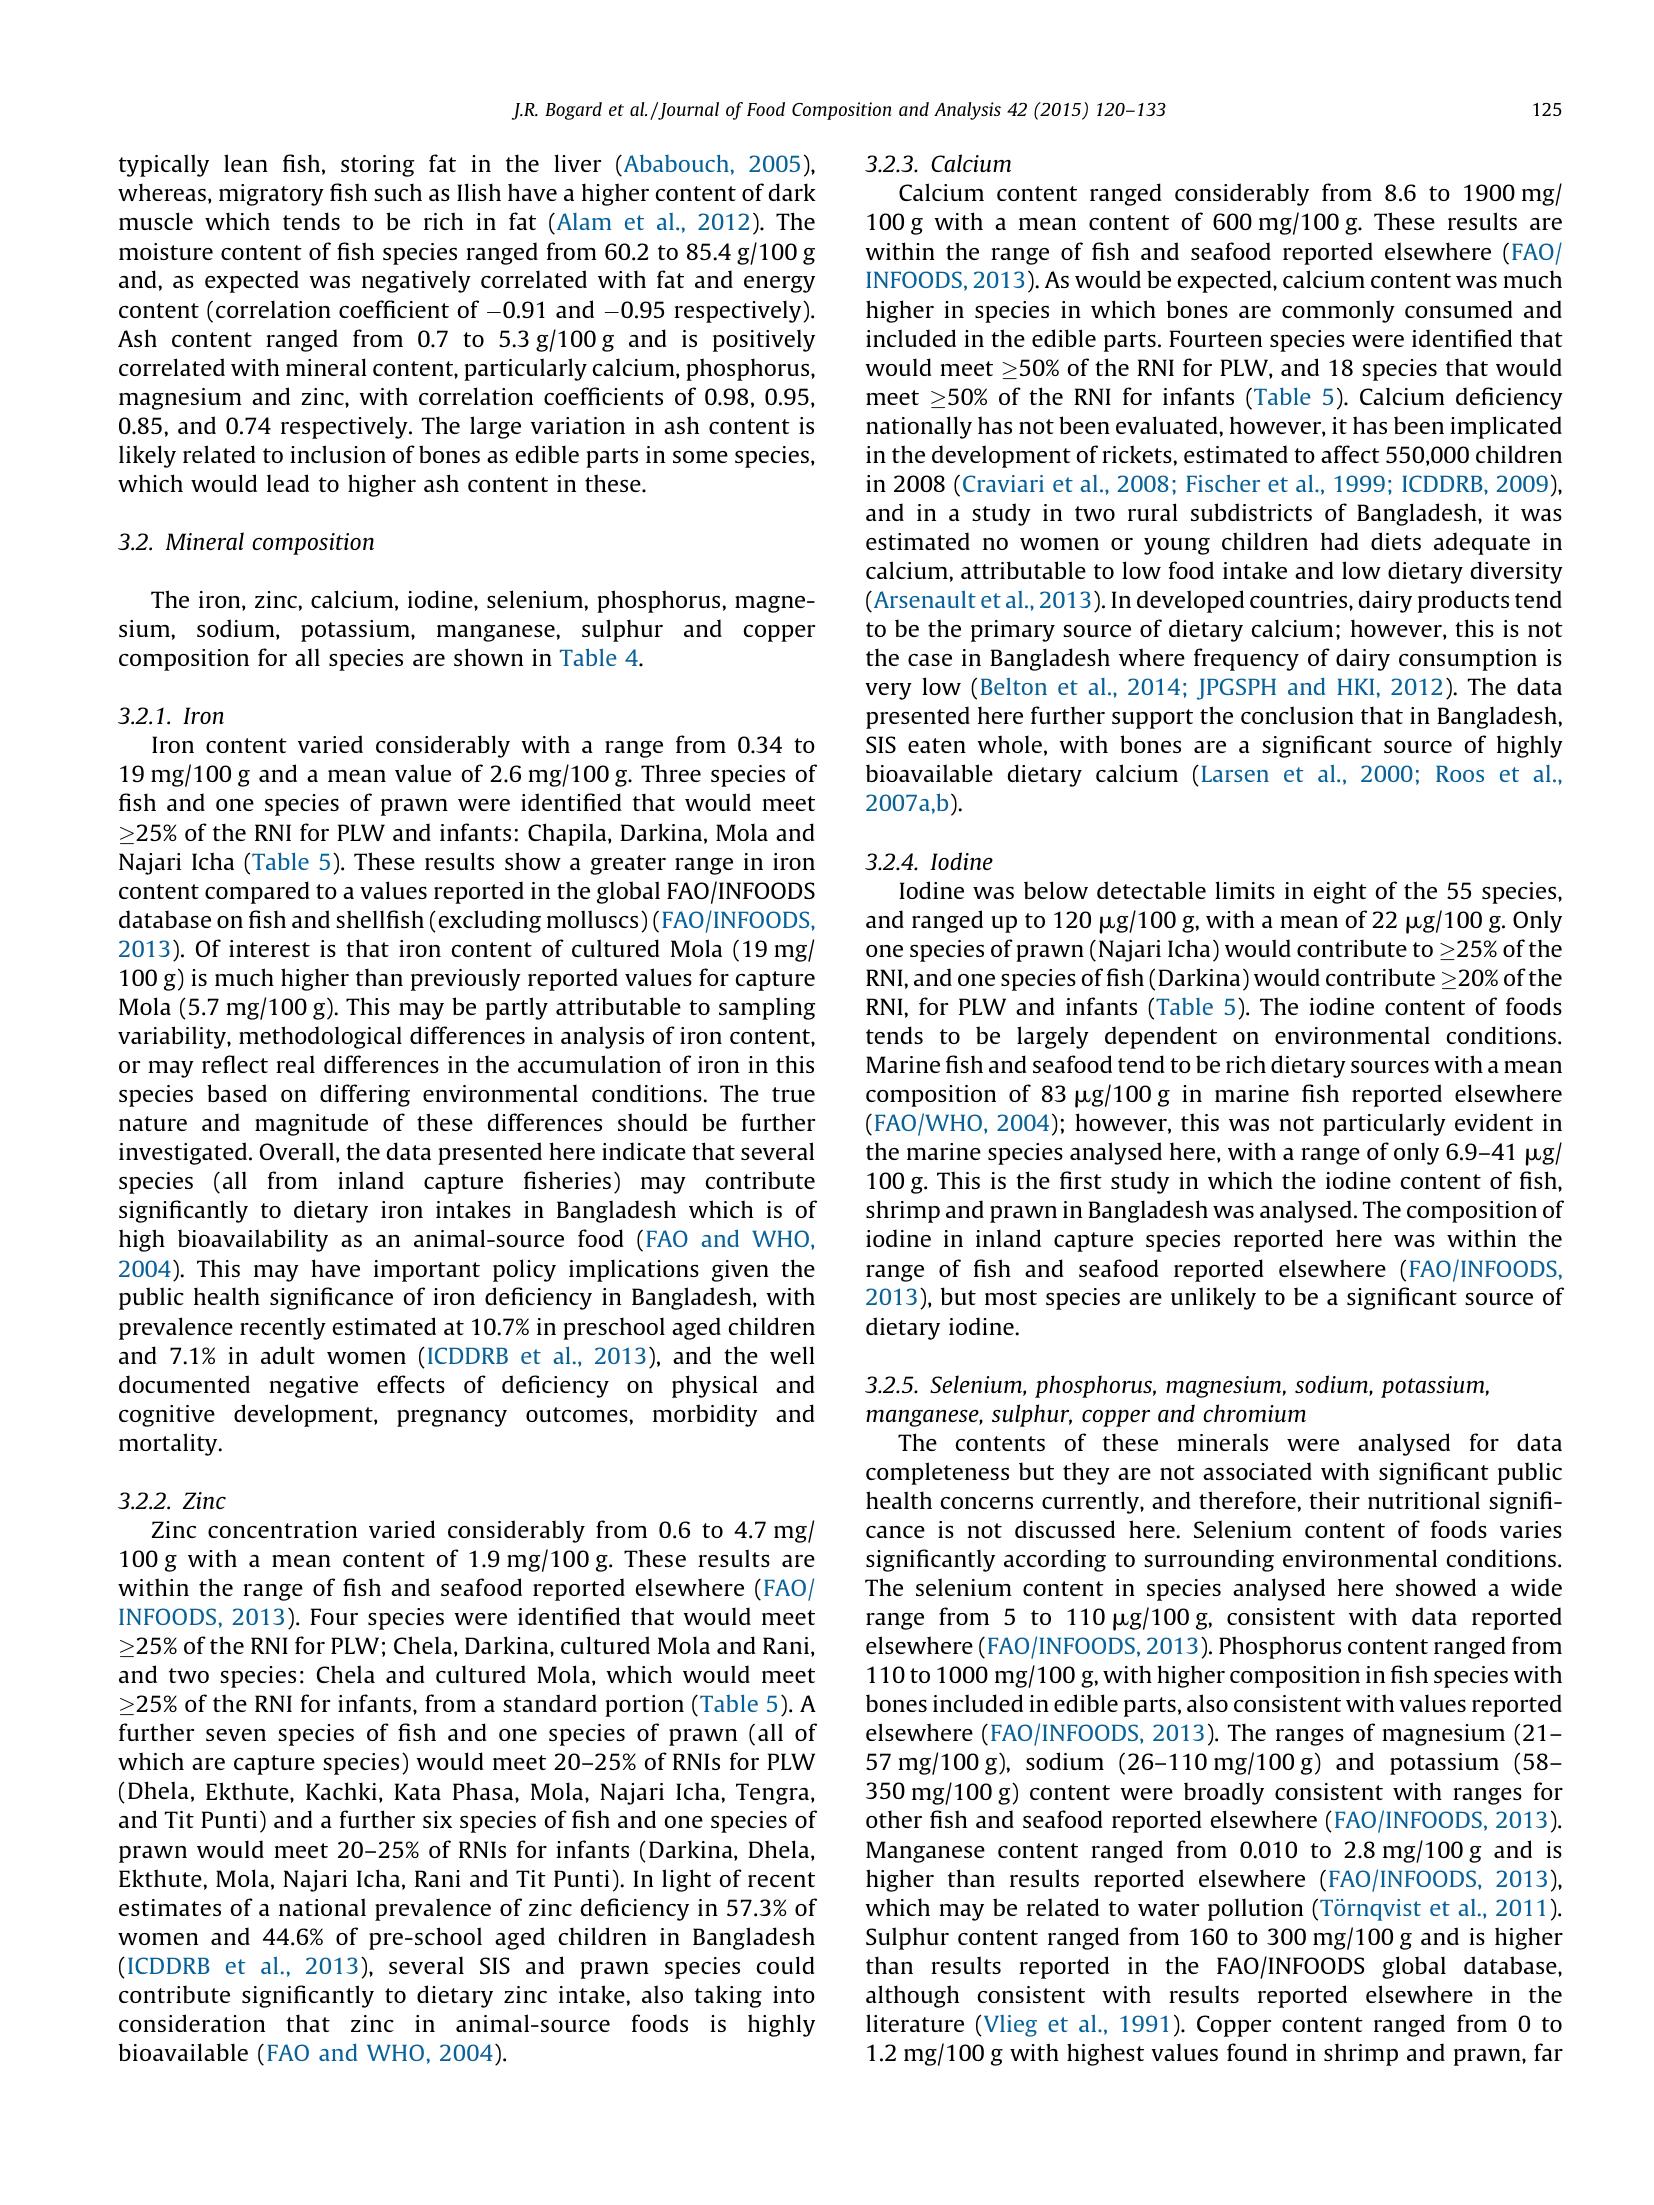 J.R. Bogard et al./Journal of Food Composition and Analysis 42 (2015) 120–133
125
typically lean fish, storing fat in the liver (Ababouch, 2005),
whereas, migratory fish such as Ilish have a higher content of dark
muscle which tends to be rich in fat (Alam et al., 2012). The
moisture content of fish species ranged from 60.2 to 85.4 g/100 g
and, as expected was negatively correlated with fat and energy
content (correlation coefficient of −0.91 and −0.95 respectively).
Ash content ranged from 0.7 to 5.3 g/100 g and is positively
correlated with mineral content, particularly calcium, phosphorus,
magnesium and zinc, with correlation coefficients of 0.98, 0.95,
0.85, and 0.74 respectively. The large variation in ash content is
likely related to inclusion of bones as edible parts in some species,
which would lead to higher ash content in these.
3.2. Mineral composition
The iron, zinc, calcium, iodine, selenium, phosphorus, magne-
sium, sodium, potassium, manganese, sulphur and copper
composition for all species are shown in Table 4.
3.2.1. Iron
Iron content varied considerably with a range from 0.34 to
19 mg/100 g and a mean value of 2.6 mg/100 g. Three species of
fish and one species of prawn were identified that would meet
≥25% of the RNI for PLW and infants: Chapila, Darkina, Mola and
Najari Icha (Table 5). These results show a greater range in iron
content compared to a values reported in the global FAO/INFOODS
database on fish and shellfish (excluding molluscs) (FAO/INFOODS,
2013). Of interest is that iron content of cultured Mola (19 mg/
100 g) is much higher than previously reported values for capture
Mola (5.7 mg/100 g). This may be partly attributable to sampling
variability, methodological differences in analysis of iron content,
or may reflect real differences in the accumulation of iron in this
species based on differing environmental conditions. The true
nature and magnitude of these differences should be further
investigated. Overall, the data presented here indicate that several
species (all from inland capture fisheries) may contribute
significantly to dietary iron intakes in Bangladesh which is of
high bioavailability as an animal-source food (FAO and WHO,
2004). This may have important policy implications given the
public health significance of iron deficiency in Bangladesh, with
prevalence recently estimated at 10.7% in preschool aged children
and 7.1% in adult women (ICDDRB et al., 2013), and the well
documented negative effects of deficiency on physical and
cognitive development, pregnancy outcomes, morbidity and
mortality.
3.2.2. Zinc
Zinc concentration varied considerably from 0.6 to 4.7 mg/
100 g with a mean content of 1.9 mg/100 g. These results are
within the range of fish and seafood reported elsewhere (FAO/
INFOODS, 2013). Four species were identified that would meet
≥25% of the RNI for PLW; Chela, Darkina, cultured Mola and Rani,
and two species: Chela and cultured Mola, which would meet
≥25% of the RNI for infants, from a standard portion (Table 5). A
further seven species of fish and one species of prawn (all of
which are capture species) would meet 20–25% of RNIs for PLW
(Dhela, Ekthute, Kachki, Kata Phasa, Mola, Najari Icha, Tengra,
and Tit Punti) and a further six species of fish and one species of
prawn would meet 20–25% of RNIs for infants (Darkina, Dhela,
Ekthute, Mola, Najari Icha, Rani and Tit Punti). In light of recent
estimates of a national prevalence of zinc deficiency in 57.3% of
women and 44.6% of pre-school aged children in Bangladesh
(ICDDRB et al., 2013), several SIS and prawn species could
contribute significantly to dietary zinc intake, also taking into
consideration that zinc in animal-source foods is highly
bioavailable (FAO and WHO, 2004).
3.2.3. Calcium
Calcium content ranged considerably from 8.6 to 1900 mg/
100 g with a mean content of 600 mg/100 g. These results are
within the range of fish and seafood reported elsewhere (FAO/
INFOODS, 2013). As would be expected, calcium content was much
higher in species in which bones are commonly consumed and
included in the edible parts. Fourteen species were identified that
would meet ≥50% of the RNI for PLW, and 18 species that would
meet ≥50% of the RNI for infants (Table 5). Calcium deficiency
nationally has not been evaluated, however, it has been implicated
in the development of rickets, estimated to affect 550,000 children
in 2008 (Craviari et al., 2008; Fischer et al., 1999; ICDDRB, 2009),
and in a study in two rural subdistricts of Bangladesh, it was
estimated no women or young children had diets adequate in
calcium, attributable to low food intake and low dietary diversity
(Arsenault et al., 2013). In developed countries, dairy products tend
to be the primary source of dietary calcium; however, this is not
the case in Bangladesh where frequency of dairy consumption is
very low (Belton et al., 2014; JPGSPH and HKI, 2012). The data
presented here further support the conclusion that in Bangladesh,
SIS eaten whole, with bones are a significant source of highly
bioavailable dietary calcium (Larsen et al., 2000; Roos et al.,
2007a,b).
3.2.4. Iodine
Iodine was below detectable limits in eight of the 55 species,
and ranged up to 120 μg/100 g, with a mean of 22 μg/100 g. Only
one species of prawn (Najari Icha) would contribute to ≥25% of the
RNI, and one species of fish (Darkina) would contribute ≥20% of the
RNI, for PLW and infants (Table 5). The iodine content of foods
tends to be largely dependent on environmental conditions.
Marine fish and seafood tend to be rich dietary sources with a mean
composition of 83 μg/100 g in marine fish reported elsewhere
(FAO/WHO, 2004); however, this was not particularly evident in
the marine species analysed here, with a range of only 6.9–41 μg/
100 g. This is the first study in which the iodine content of fish,
shrimp and prawn in Bangladesh was analysed. The composition of
iodine in inland capture species reported here was within the
range of fish and seafood reported elsewhere (FAO/INFOODS,
2013), but most species are unlikely to be a significant source of
dietary iodine.
3.2.5. Selenium, phosphorus, magnesium, sodium, potassium,
manganese, sulphur, copper and chromium
The contents of these minerals were analysed for data
completeness but they are not associated with significant public
health concerns currently, and therefore, their nutritional signifi-
cance is not discussed here. Selenium content of foods varies
significantly according to surrounding environmental conditions.
The selenium content in species analysed here showed a wide
range from 5 to 110 μg/100 g, consistent with data reported
elsewhere (FAO/INFOODS, 2013). Phosphorus content ranged from
110 to 1000 mg/100 g, with higher composition in fish species with
bones included in edible parts, also consistent with values reported
elsewhere (FAO/INFOODS, 2013). The ranges of magnesium (21–
57 mg/100 g), sodium (26–110 mg/100 g) and potassium (58–
350 mg/100 g) content were broadly consistent with ranges for
other fish and seafood reported elsewhere (FAO/INFOODS, 2013).
Manganese content ranged from 0.010 to 2.8 mg/100 g and is
higher than results reported elsewhere (FAO/INFOODS, 2013),
which may be related to water pollution (Törnqvist et al., 2011).
Sulphur content ranged from 160 to 300 mg/100 g and is higher
than results reported in the FAO/INFOODS global database,
although consistent with results reported elsewhere in the
literature (Vlieg et al., 1991). Copper content ranged from 0 to
1.2 mg/100 g with highest values found in shrimp and prawn, far